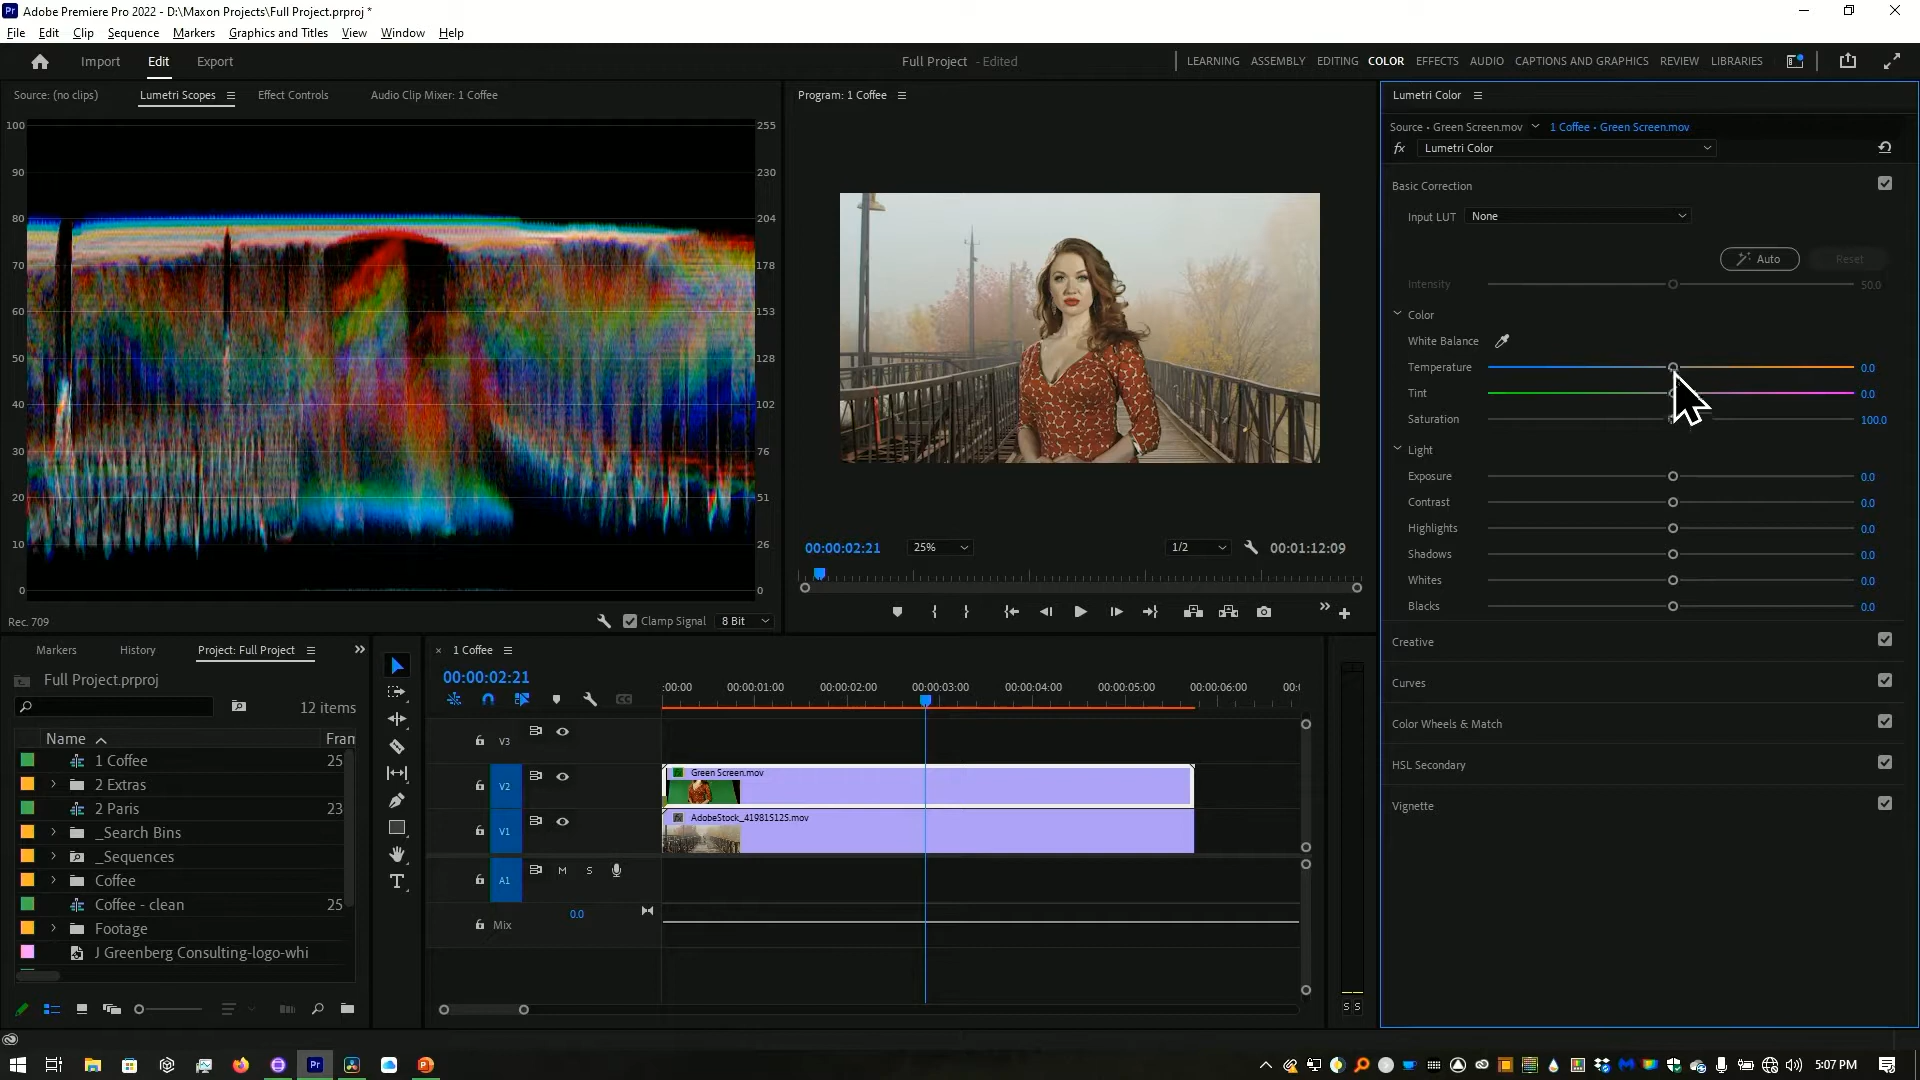 Adobe Premiere Pro 2022 - D:\Maxon Projects\Full Project.prproj *
File Edit Clip Sequence Markers Graphics and Titles View Window Help
Import Edit Export
Full Project - Edited
LEARNING ASSEMBLY EDITING COLOR EFFECTS AUDIO CAPTIONS AND GRAPHICS REVIEW LIBRARIES
Source: (no clips) Lumetri Scopes Effect Controls Audio Clip Mixer: 1 Coffee
100 255
90 230
80 204
70 178
60 153
50 128
40 102
30 76
20 51
10 26
0 0
Rec. 709 Clamp Signal 8 Bit
Program: 1 Coffee
00:00:02:21 25% 1/2 00:01:12:09
Lumetri Color
Source • Green Screen.mov 1 Coffee • Green Screen.mov
fx Lumetri Color
Basic Correction
Input LUT None
Auto Reset
Intensity 50.0
Color
White Balance
Temperature 0.0
Tint 0.0
Saturation 100.0
Light
Exposure 0.0
Contrast 0.0
Highlights 0.0
Shadows 0.0
Whites 0.0
Blacks 0.0
Creative
Curves
Color Wheels & Match
HSL Secondary
Vignette
Markers History Project: Full Project
Full Project.prproj
12 items
Name Fran
1 Coffee 25
2 Extras
2 Paris 23
_Search Bins
_Sequences
Coffee
Coffee - clean 25
Footage
J Greenberg Consulting-logo-whi
1 Coffee
00:00:02:21
:00:00 00:00:01:00 00:00:02:00 00:00:03:00 00:00:04:00 00:00:05:00 00:00:06:00 00:(
V3
V2 Green Screen.mov
V1 AdobeStock_419815125.mov
A1 M S
Mix 0.0
S S
Pr
5:07 PM